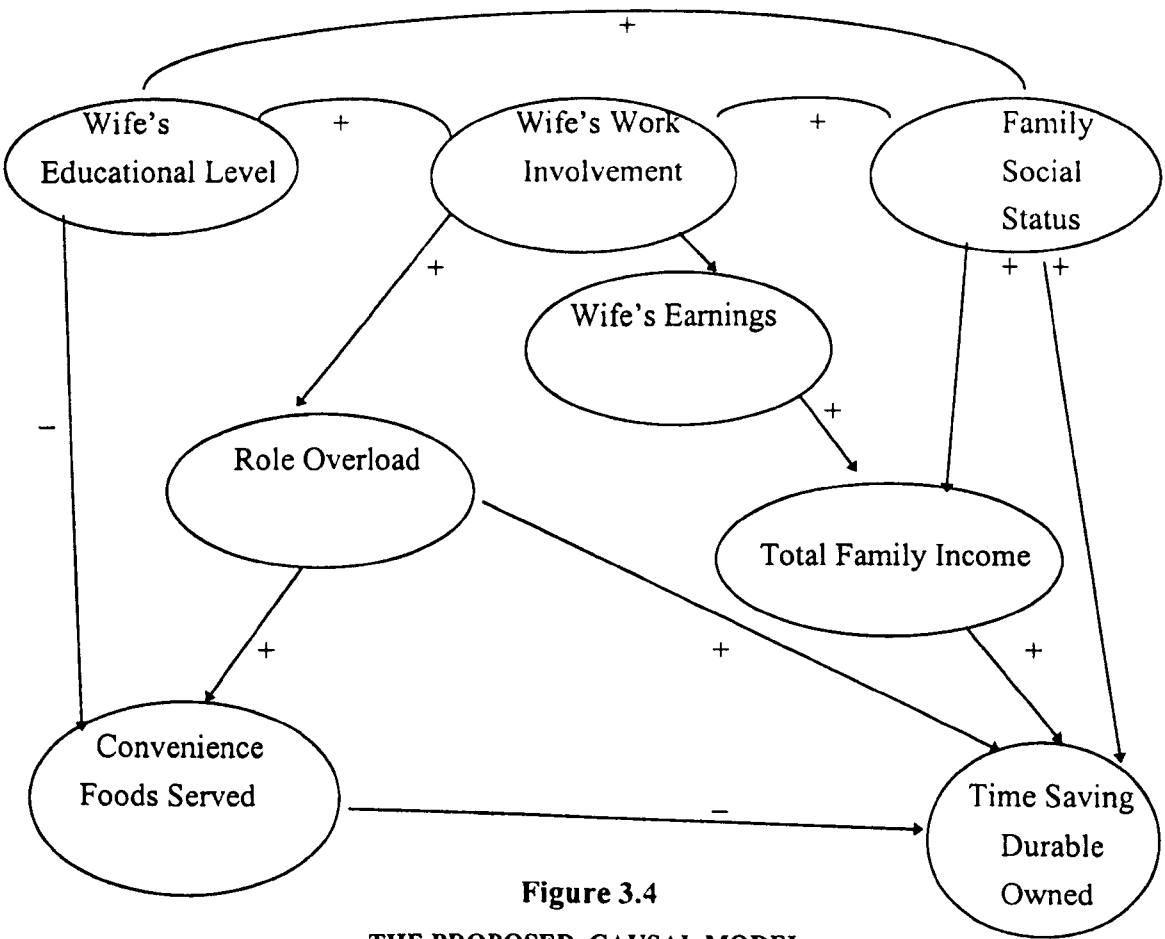 +
Wife's
Educational Level
+
Wife's Work
Involvement
+
Family
Social
Status
+
+ +
Wife's Earnings
+
−
Role Overload
Total Family Income
+
+
+
Convenience
Foods Served
−
Time Saving
Durable
Owned
Figure 3.4
THE PROPOSED CAUSAL MODEL